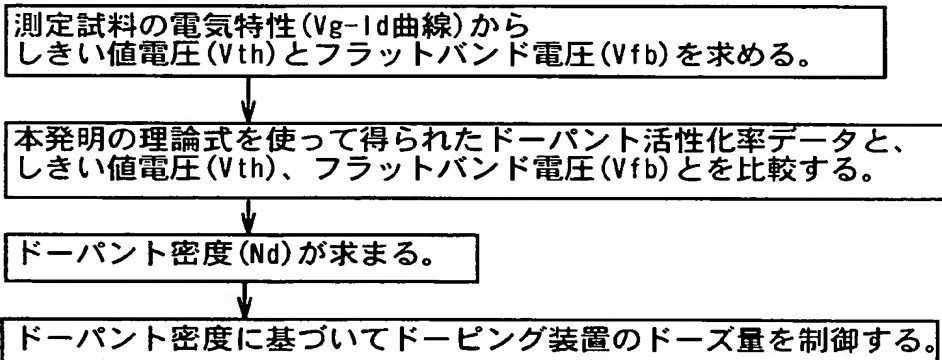 測定試料の電気特性(Vg-Id曲線)から
しきい値電圧(Vth)とフラットバンド電圧(Vfb)を求める。
本発明の理論式を使って得られたドーパント活性化率データと、
しきい値電圧(Vth)、フラットバンド電圧(Vfb)とを比較する。
ドーパント密度(Nd)が求まる。
ドーパント密度に基づいてドーピング装置のドーズ量を制御する。